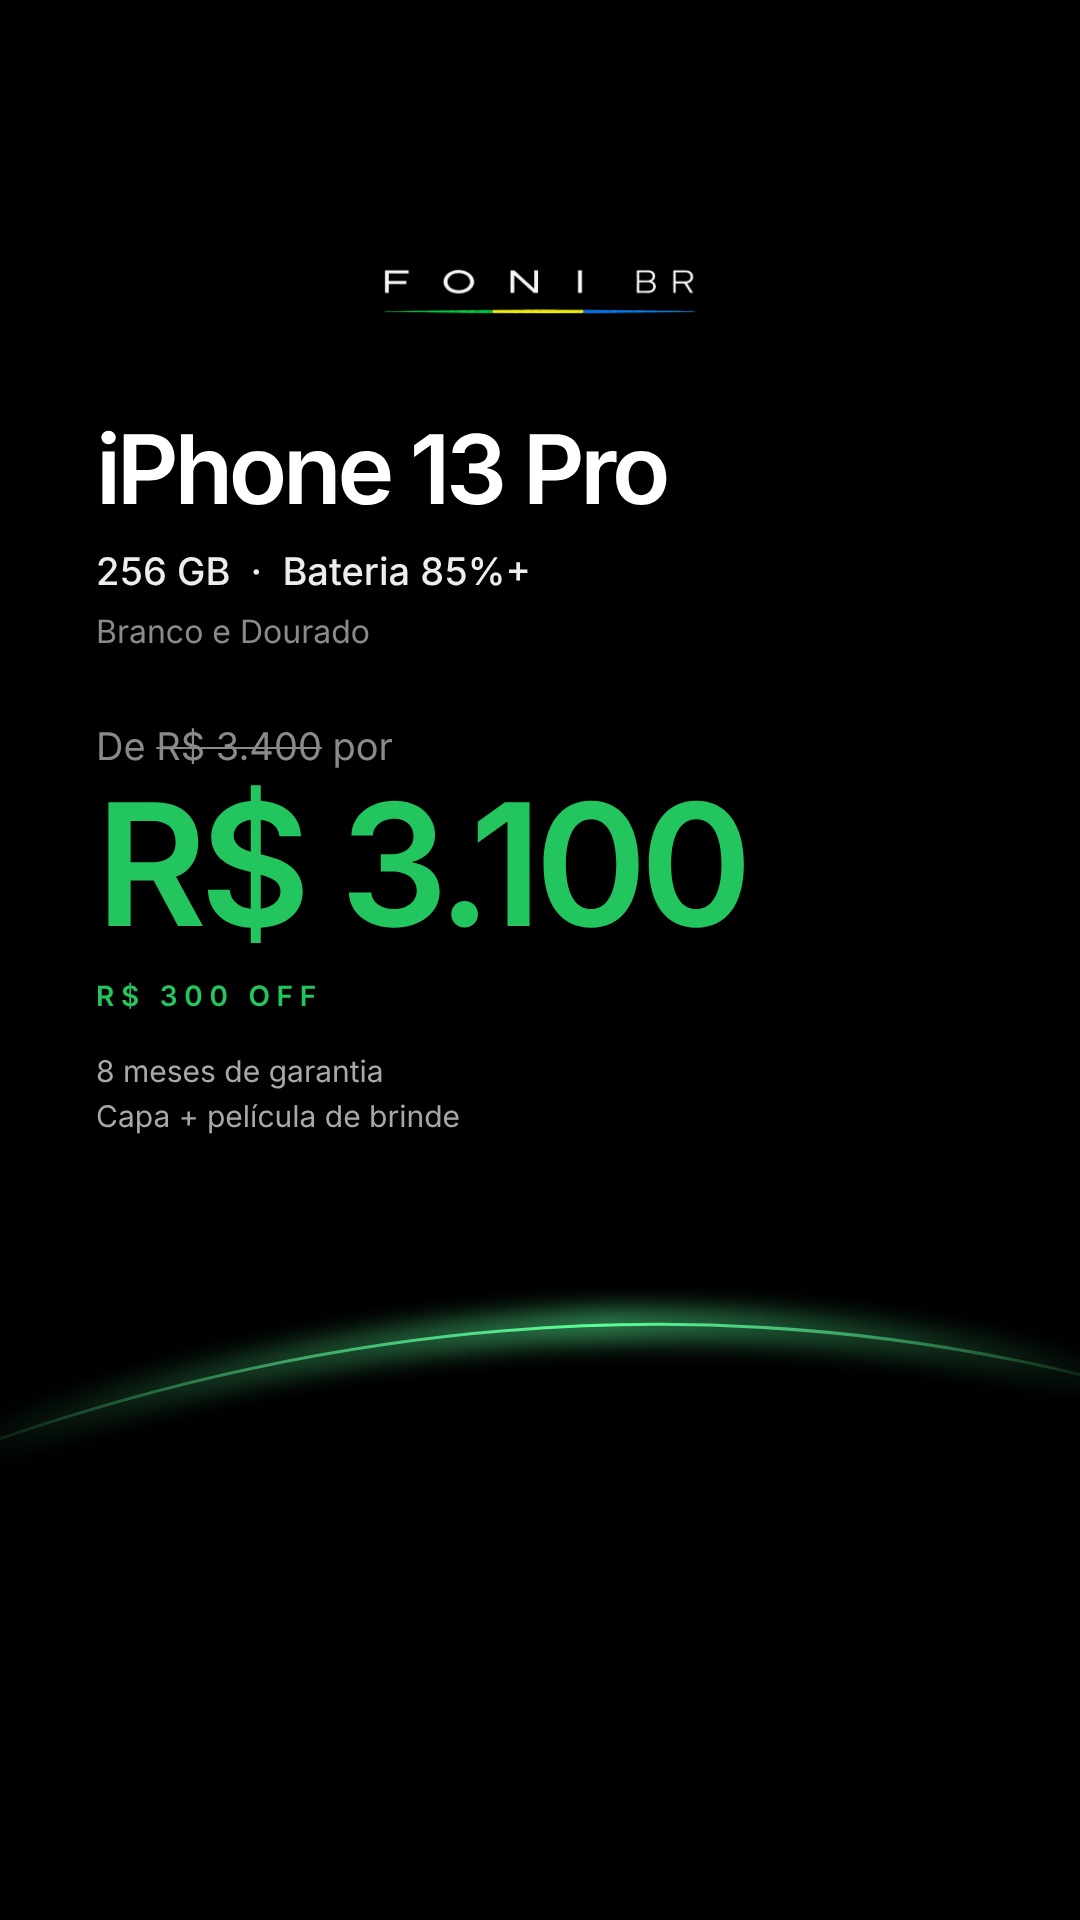 FONI BR
iPhone 13 Pro
256 GB · Bateria 85%+
Branco e Dourado
De R$ 3.400 por
R$ 3.100
R$ 300 OFF
8 meses de garantia
Capa + película de brinde